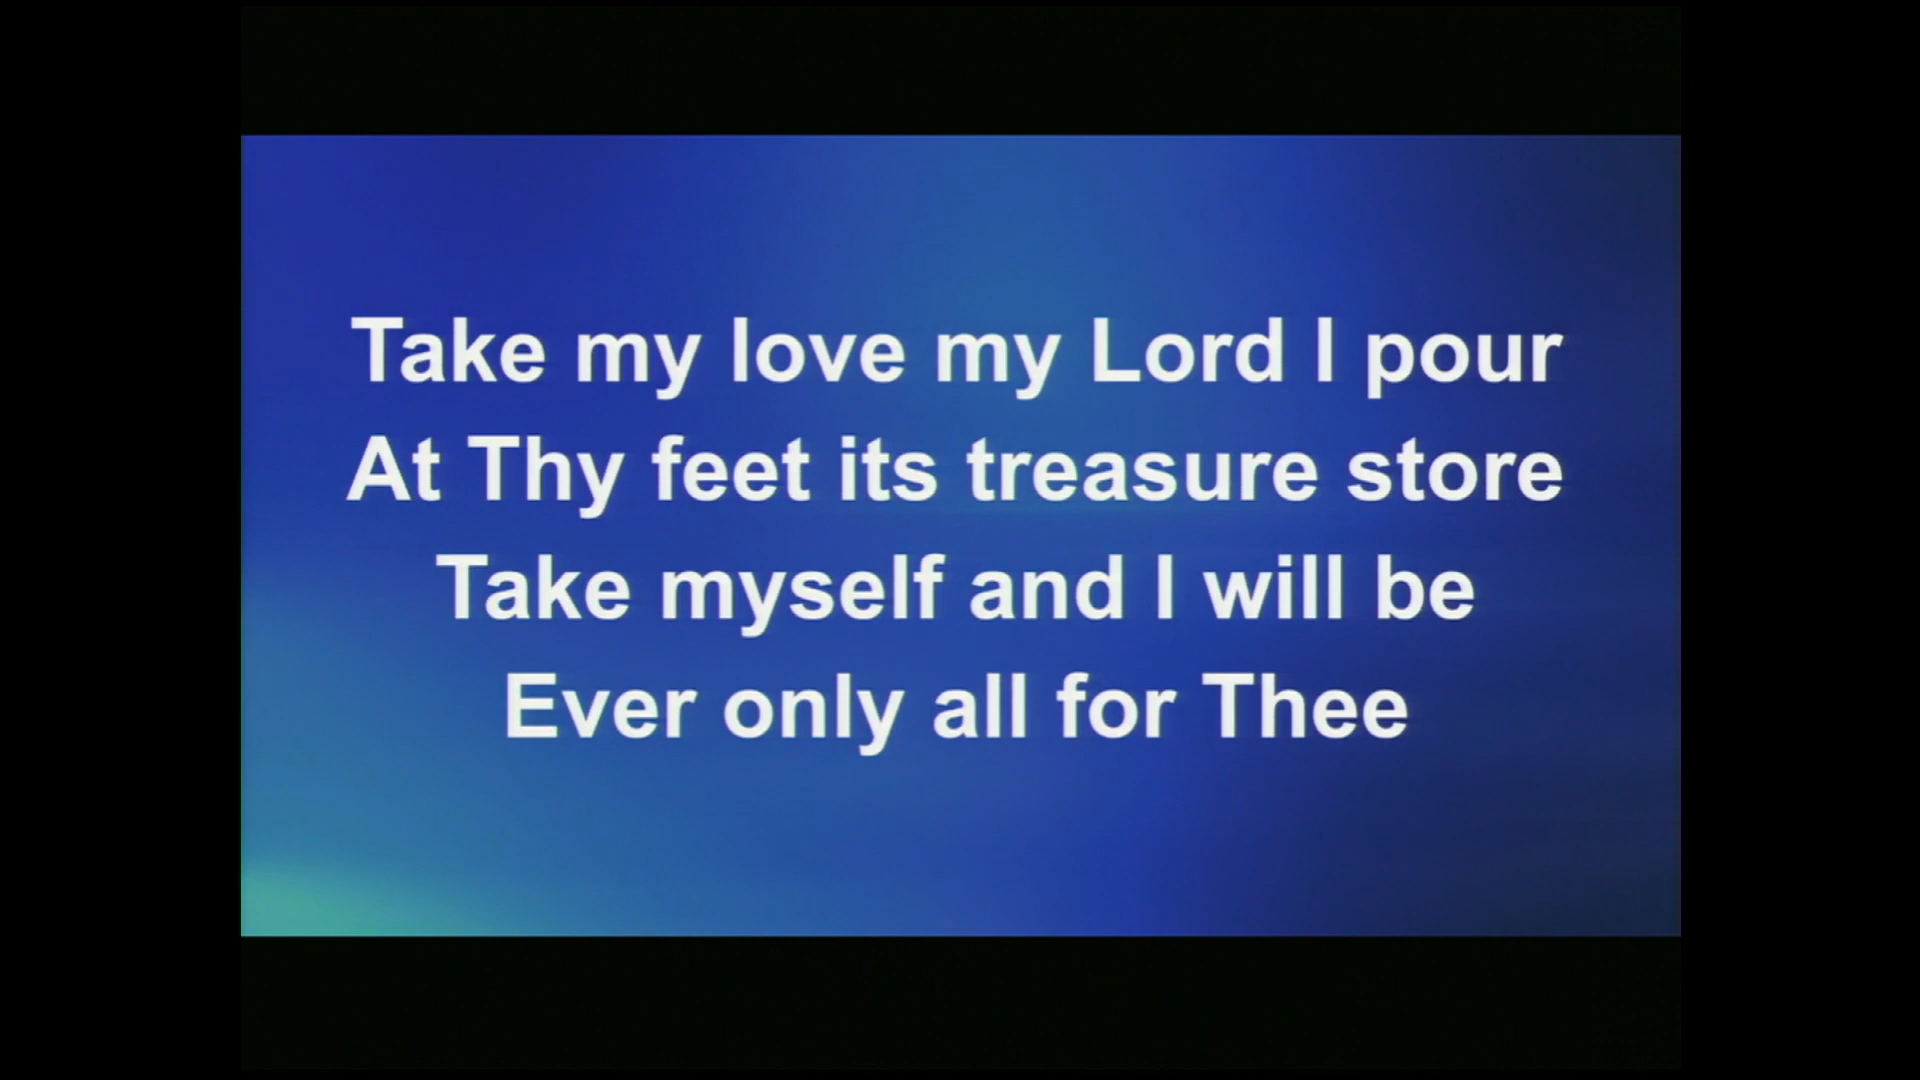 Take my love my Lord I pour
At Thy feet its treasure store
Take myself and I will be
Ever only all for Thee